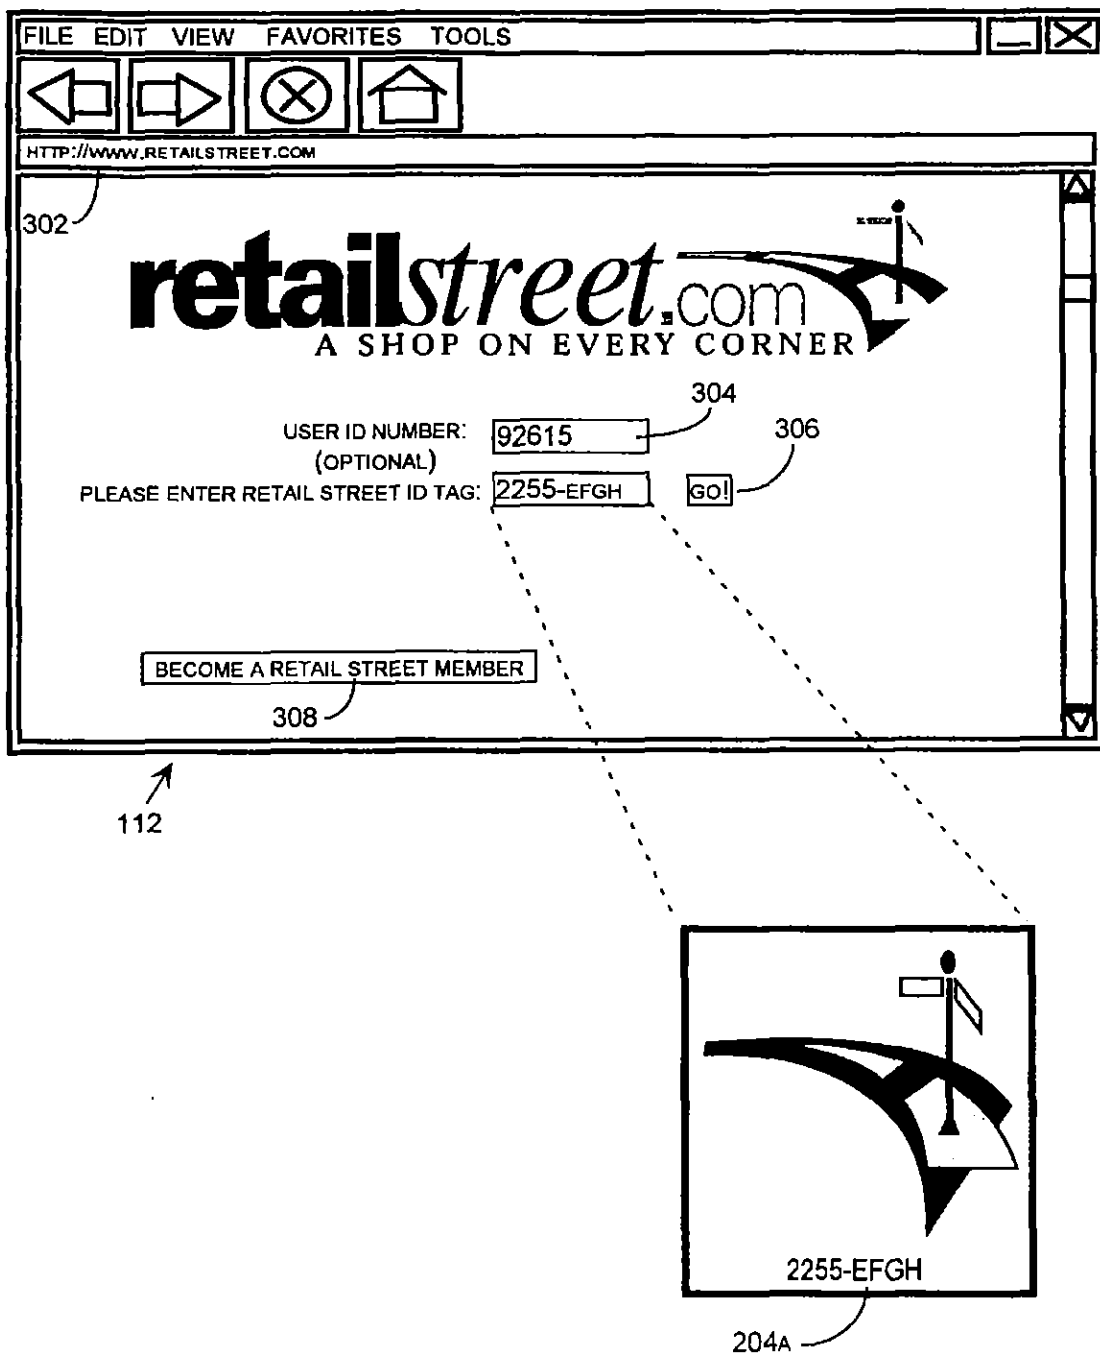 FILE EDIT VIEW FAVORITES TOOLS
HTTP://WWW.RETAILSTREET.COM
302
retailstreet.com
A SHOP ON EVERY CORNER
304
USER ID NUMBER: 92615
306
(OPTIONAL)
PLEASE ENTER RETAIL STREET ID TAG: 2255-EFGH GO!
BECOME A RETAIL STREET MEMBER
308
112
2255-EFGH
204A